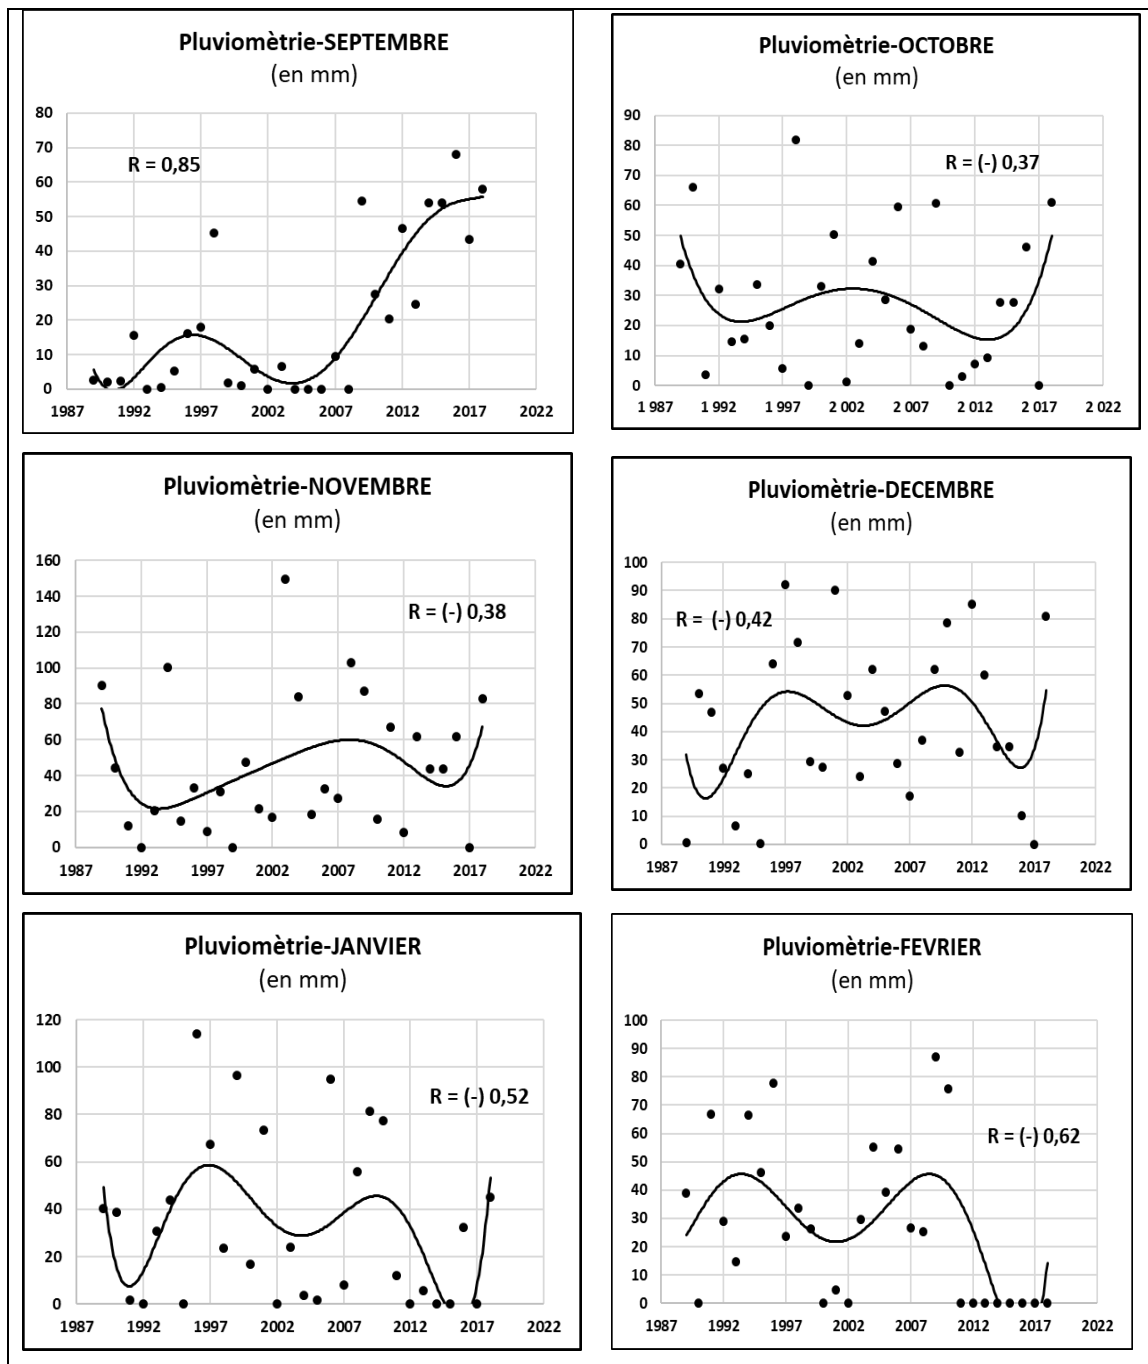 Pluviomètrie-SEPTEMBRE
(en mm)
80
70
60
50
40
30
20
10
0
R = 0,85
1987 1992 1997 2002 2007 2012 2017 2022
Pluviomètrie-OCTOBRE
(en mm)
90
80
70
60
50
40
30
20
10
0
R = (-) 0,37
1 987 1 992 1 997 2 002 2 007 2 012 2 017 2 022
Pluviomètrie-NOVEMBRE
(en mm)
160
140
120
100
80
60
40
20
0
R = (-) 0,38
1987 1992 1997 2002 2007 2012 2017 2022
Pluviomètrie-DECEMBRE
(en mm)
100
90
80
70
60
50
40
30
20
10
0
R = (-) 0,42
1987 1992 1997 2002 2007 2012 2017 2022
Pluviomètrie-JANVIER
(en mm)
120
100
80
60
40
20
0
R = (-) 0,52
1987 1992 1997 2002 2007 2012 2017 2022
Pluviomètrie-FEVRIER
(en mm)
100
90
80
70
60
50
40
30
20
10
0
R = (-) 0,62
1987 1992 1997 2002 2007 2012 2017 2022